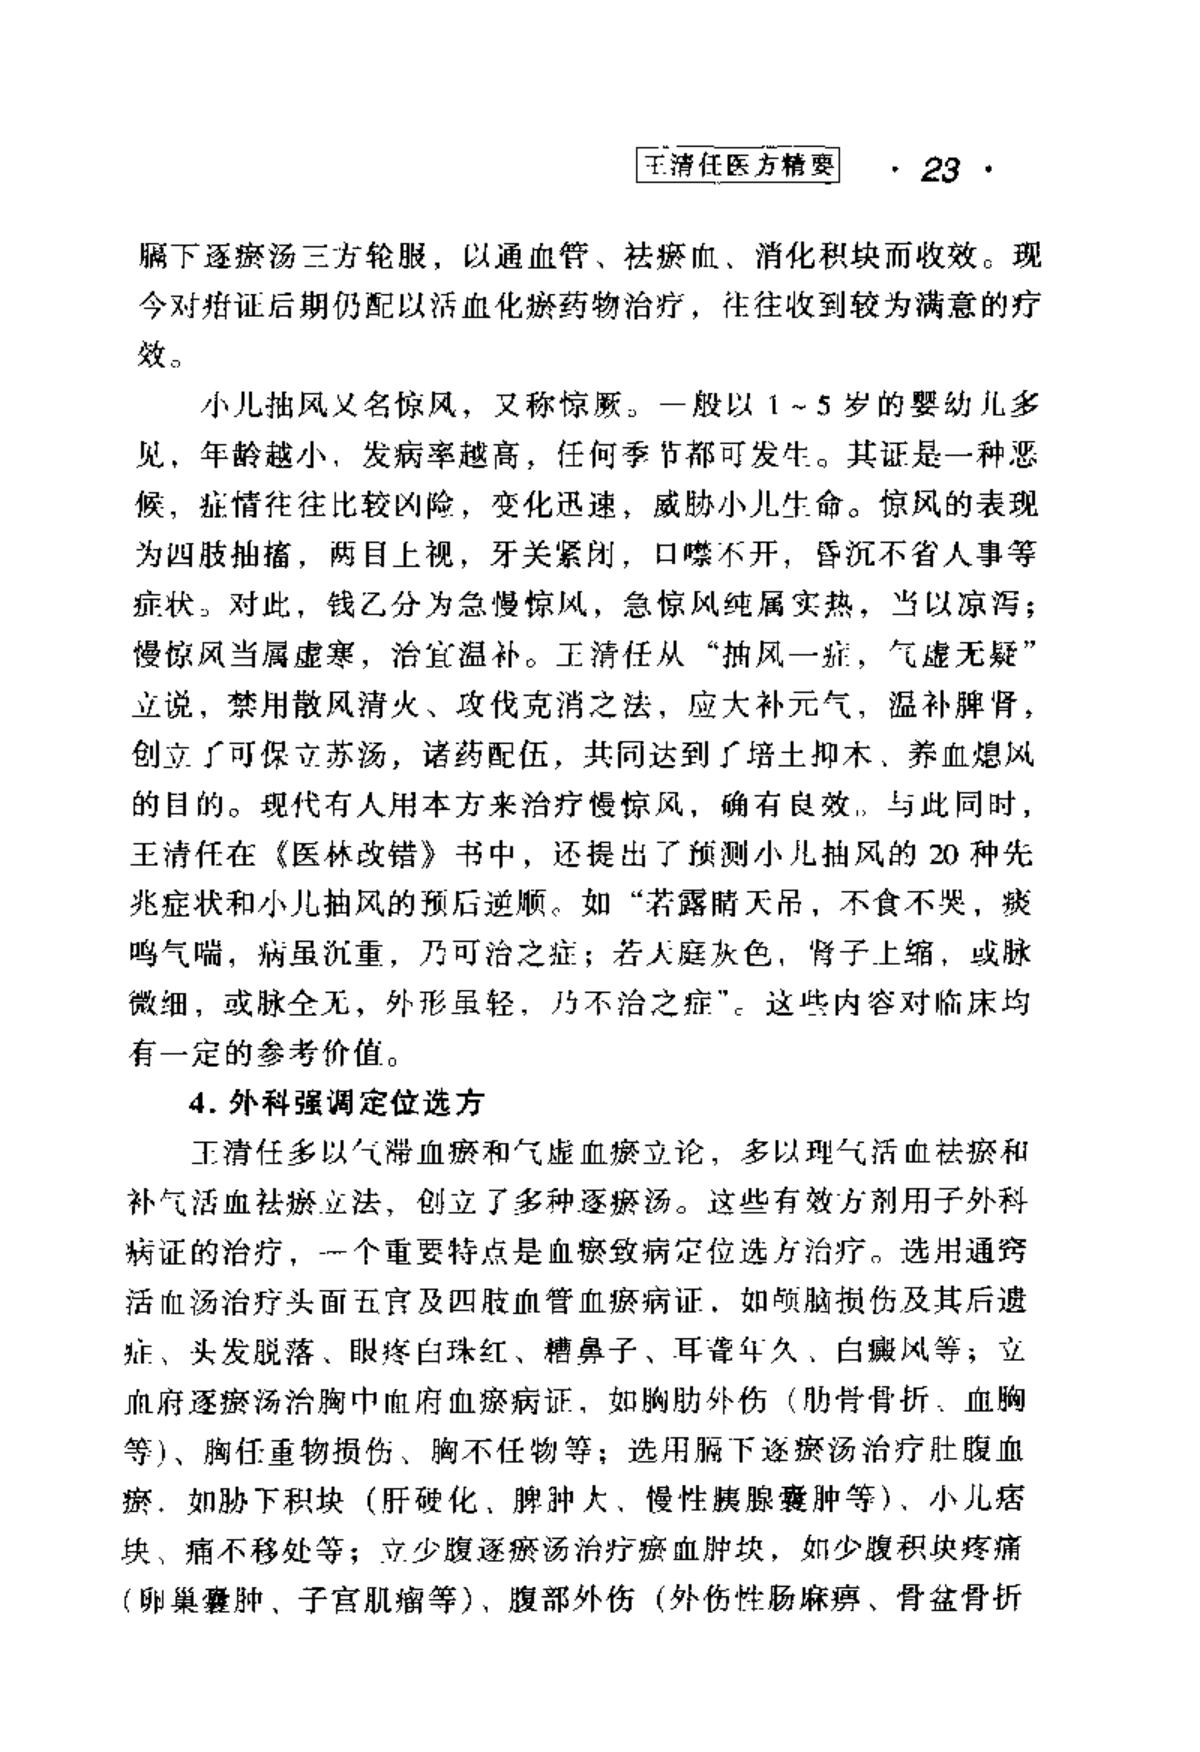 王清任医方精要 · 23 ·
膈下逐瘀汤三方轮服，以通血管、祛瘀血、消化积块而收效。现
今对疳证后期仍配以活血化瘀药物治疗，往往收到较为满意的疗
效。
小儿抽风又名惊风，又称惊厥。一般以 1～5 岁的婴幼儿多
见，年龄越小，发病率越高，任何季节都可发生。其证是一种恶
候，症情往往比较凶险，变化迅速，威胁小儿生命。惊风的表现
为四肢抽搐，两目上视，牙关紧闭，口噤不开，昏沉不省人事等
症状。对此，钱乙分为急慢惊风，急惊风纯属实热，当以凉泻；
慢惊风当属虚寒，治宜温补。王清任从“抽风一症，气虚无疑”
立说，禁用散风清火、攻伐克消之法，应大补元气，温补脾肾，
创立了可保立苏汤，诸药配伍，共同达到了培土抑木、养血熄风
的目的。现代有人用本方来治疗慢惊风，确有良效。与此同时，
王清任在《医林改错》书中，还提出了预测小儿抽风的 20 种先
兆症状和小儿抽风的预后逆顺。如“若露睛天吊，不食不哭，痰
鸣气喘，病虽沉重，乃可治之症；若天庭灰色，肾子上缩，或脉
微细，或脉全无，外形虽轻，乃不治之症”。这些内容对临床均
有一定的参考价值。
4. 外科强调定位选方
王清任多以气滞血瘀和气虚血瘀立论，多以理气活血祛瘀和
补气活血祛瘀立法，创立了多种逐瘀汤。这些有效方剂用于外科
病证的治疗，一个重要特点是血瘀致病定位选方治疗。选用通窍
活血汤治疗头面五官及四肢血管血瘀病证，如颅脑损伤及其后遗
症、头发脱落、眼疼白珠红、糟鼻子、耳聋年久、白癜风等；立
血府逐瘀汤治胸中血府血瘀病证，如胸肋外伤（肋骨骨折、血胸
等）、胸任重物损伤、胸不任物等；选用膈下逐瘀汤治疗肚腹血
瘀，如胁下积块（肝硬化、脾肿大、慢性胰腺囊肿等）、小儿痞
块、痛不移处等；立少腹逐瘀汤治疗瘀血肿块，如少腹积块疼痛
（卵巢囊肿、子宫肌瘤等）、腹部外伤（外伤性肠麻痹、骨盆骨折